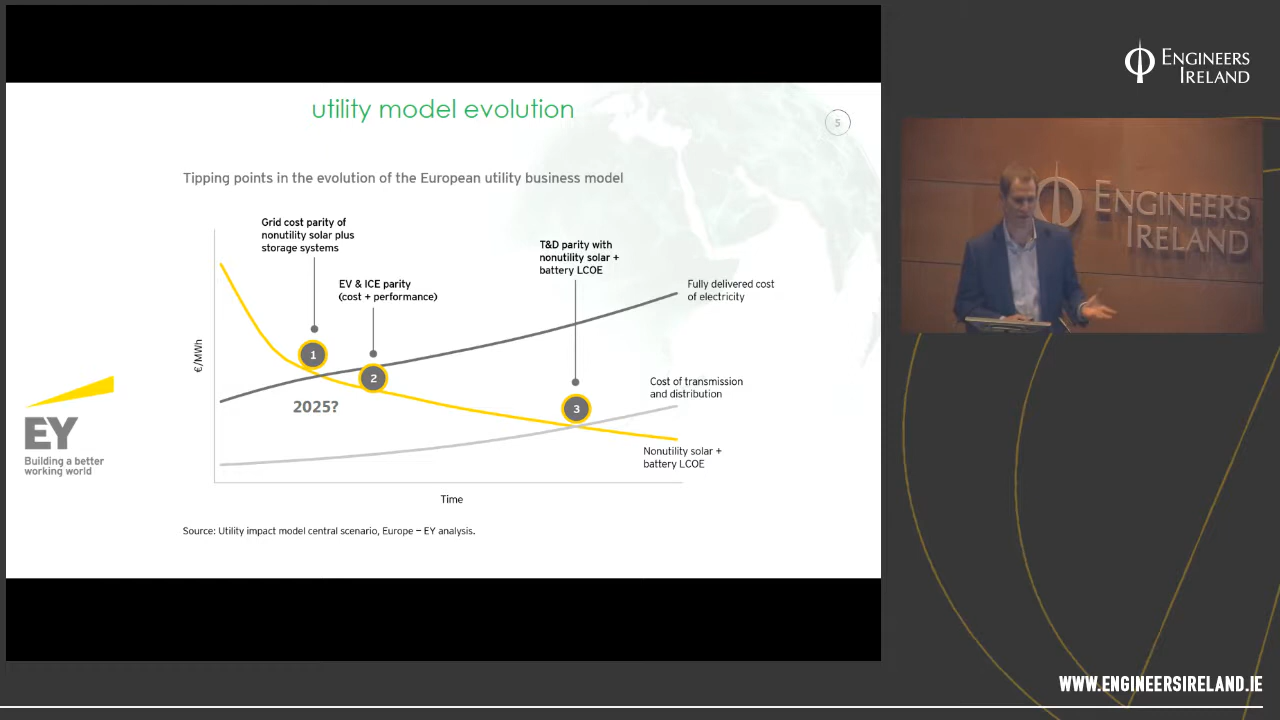 utility model evolution
5
Tipping points in the evolution of the European utility business model
Grid cost parity of
nonutility solar plus
storage systems
EV & ICE parity
(cost + performance)
T&D parity with
nonutility solar +
battery LCOE
Fully delivered cost
of electricity
€/MWh
1
2
3
2025?
Cost of transmission
and distribution
Nonutility solar +
battery LCOE
Time
Source: Utility impact model central scenario, Europe – EY analysis.
EY
Building a better
working world
ENGINEERS
IRELAND
ENGINEERS
IRELAND
WWW.ENGINEERSIRELAND.IE